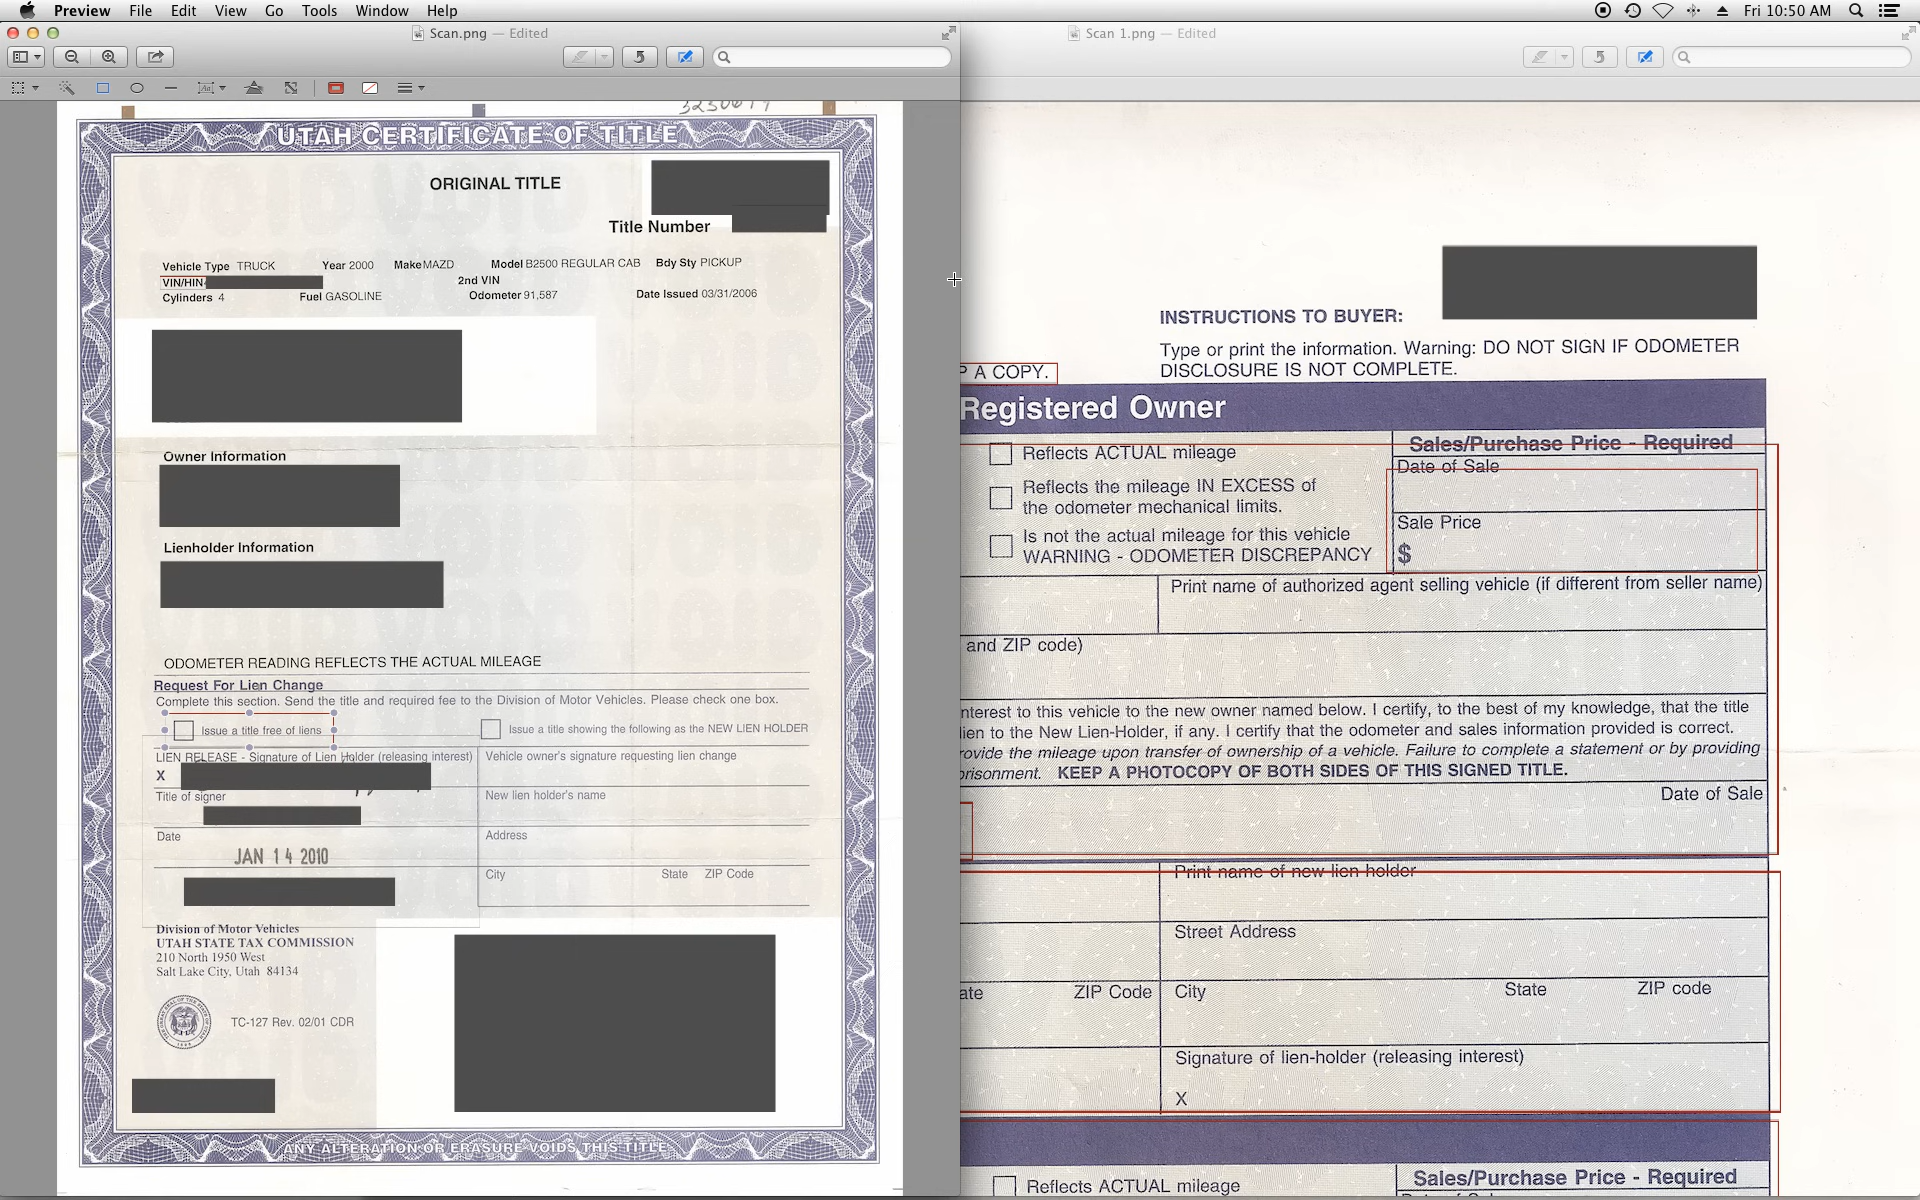 Preview File Edit View Go Tools Window Help
Fri 10:50 AM
Scan.png — Edited
Scan 1.png — Edited
UTAH CERTIFICATE OF TITLE
ORIGINAL TITLE
Title Number
Vehicle Type TRUCK Year 2000 Make MAZD Model B2500 REGULAR CAB Bdy Sty PICKUP
VIN/HIN 2nd VIN
Cylinders 4 Fuel GASOLINE Odometer 91,587 Date Issued 03/31/2006
Owner Information
Lienholder Information
ODOMETER READING REFLECTS THE ACTUAL MILEAGE
Request For Lien Change
Complete this section. Send the title and required fee to the Division of Motor Vehicles. Please check one box.
Issue a title free of liens Issue a title showing the following as the NEW LIEN HOLDER
LIEN RELEASE - Signature of Lien Holder (releasing interest) Vehicle owner's signature requesting lien change
X
Title of signer New lien holder's name
Date Address
JAN 14 2010
City State ZIP Code
Division of Motor Vehicles
UTAH STATE TAX COMMISSION
210 North 1950 West
Salt Lake City, Utah 84134
TC-127 Rev. 02/01 CDR
ANY ALTERATION OR ERASURE VOIDS THIS TITLE
INSTRUCTIONS TO BUYER:
Type or print the information. Warning: DO NOT SIGN IF ODOMETER
DISCLOSURE IS NOT COMPLETE.
P A COPY.
Registered Owner
Reflects ACTUAL mileage
Reflects the mileage IN EXCESS of
the odometer mechanical limits.
Is not the actual mileage for this vehicle
WARNING - ODOMETER DISCREPANCY
Sales/Purchase Price - Required
Date of Sale
Sale Price
$
Print name of authorized agent selling vehicle (if different from seller name)
and ZIP code)
nterest to this vehicle to the new owner named below. I certify, to the best of my knowledge, that the title
lien to the New Lien-Holder, if any. I certify that the odometer and sales information provided is correct.
rovide the mileage upon transfer of ownership of a vehicle. Failure to complete a statement or by providing
prisonment. KEEP A PHOTOCOPY OF BOTH SIDES OF THIS SIGNED TITLE.
Date of Sale
Print name of new lien holder
Street Address
ate ZIP Code City State ZIP code
Signature of lien-holder (releasing interest)
X
Reflects ACTUAL mileage
Sales/Purchase Price - Required